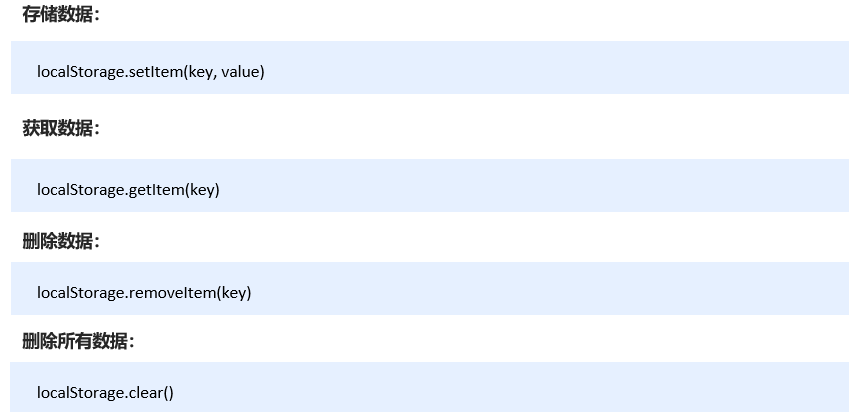 存储数据：
localStorage.setItem(key, value)
获取数据：
localStorage.getItem(key)
删除数据：
localStorage.removeItem(key)
删除所有数据：
localStorage.clear()